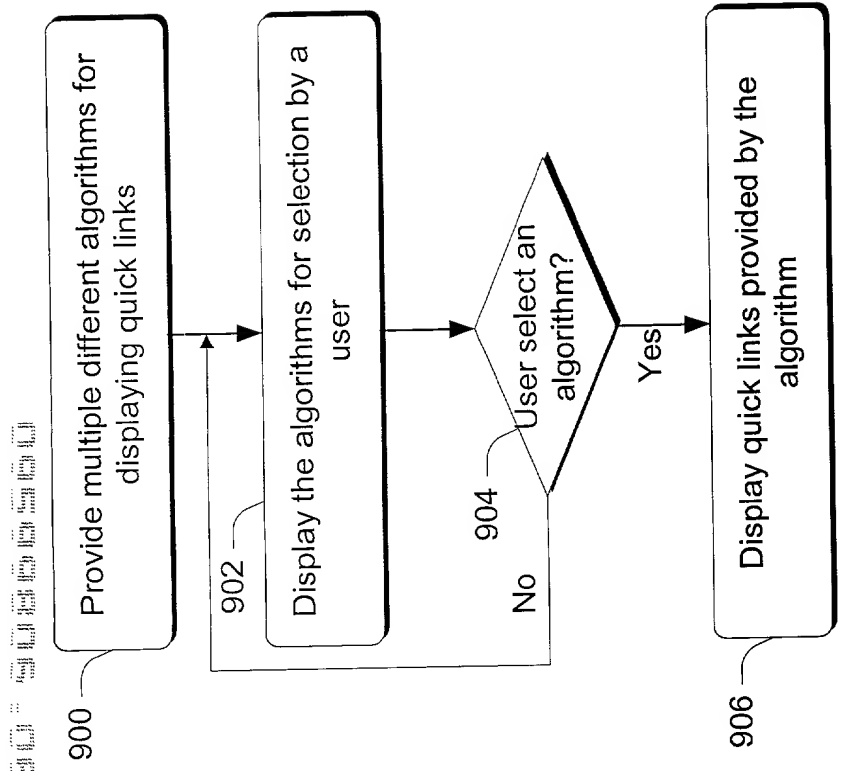 900
Provide multiple different algorithms for
displaying quick links
902
Display the algorithms for selection by a
user
904
User select an
algorithm?
No
Yes
906
Display quick links provided by the
algorithm